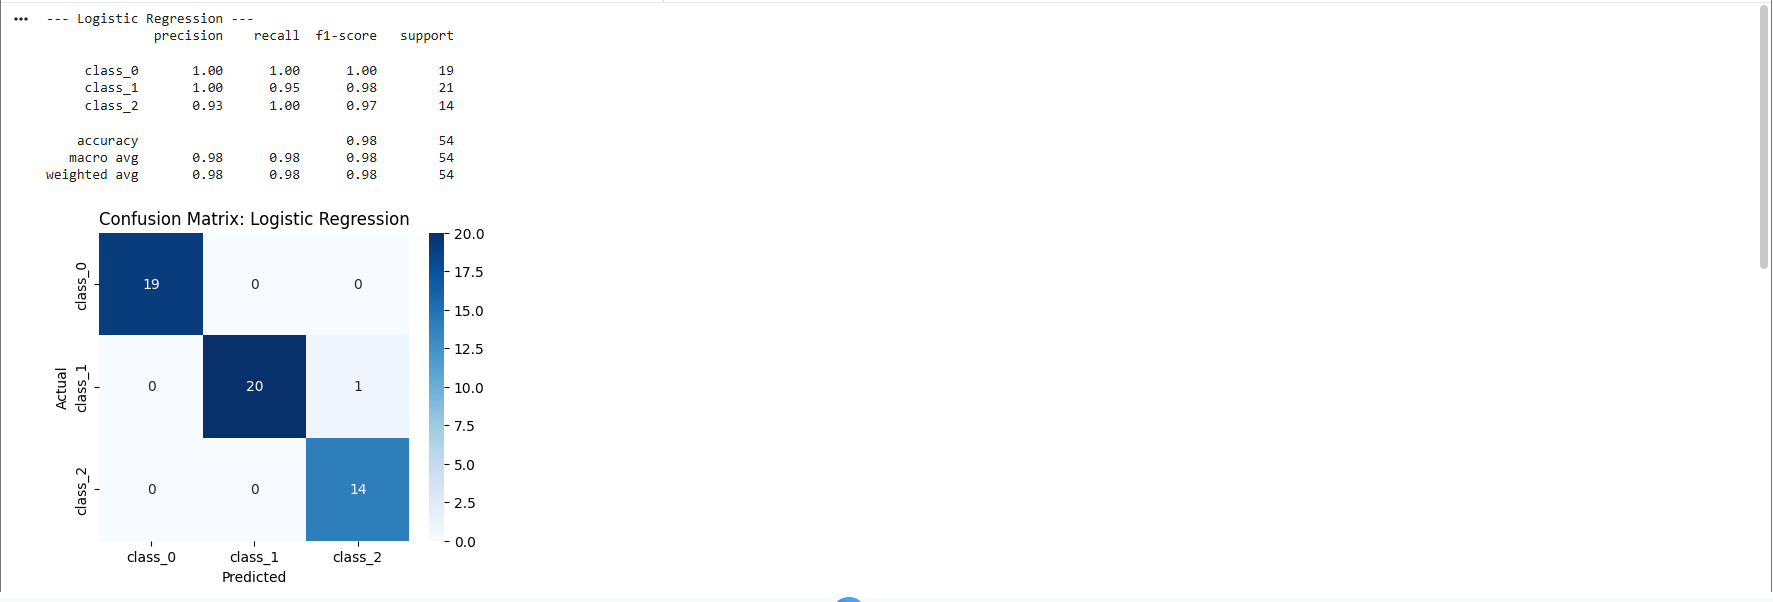 --- Logistic Regression ---
precision recall f1-score support
class_0 1.00 1.00 1.00 19
class_1 1.00 0.95 0.98 21
class_2 0.93 1.00 0.97 14
accuracy 0.98 54
macro avg 0.98 0.98 0.98 54
weighted avg 0.98 0.98 0.98 54
Confusion Matrix: Logistic Regression
20.0
17.5
15.0
12.5
10.0
7.5
5.0
2.5
0.0
Actual
class_0
19 0 0
class_1
0 20 1
class_2
0 0 14
class_0 class_1 class_2
Predicted